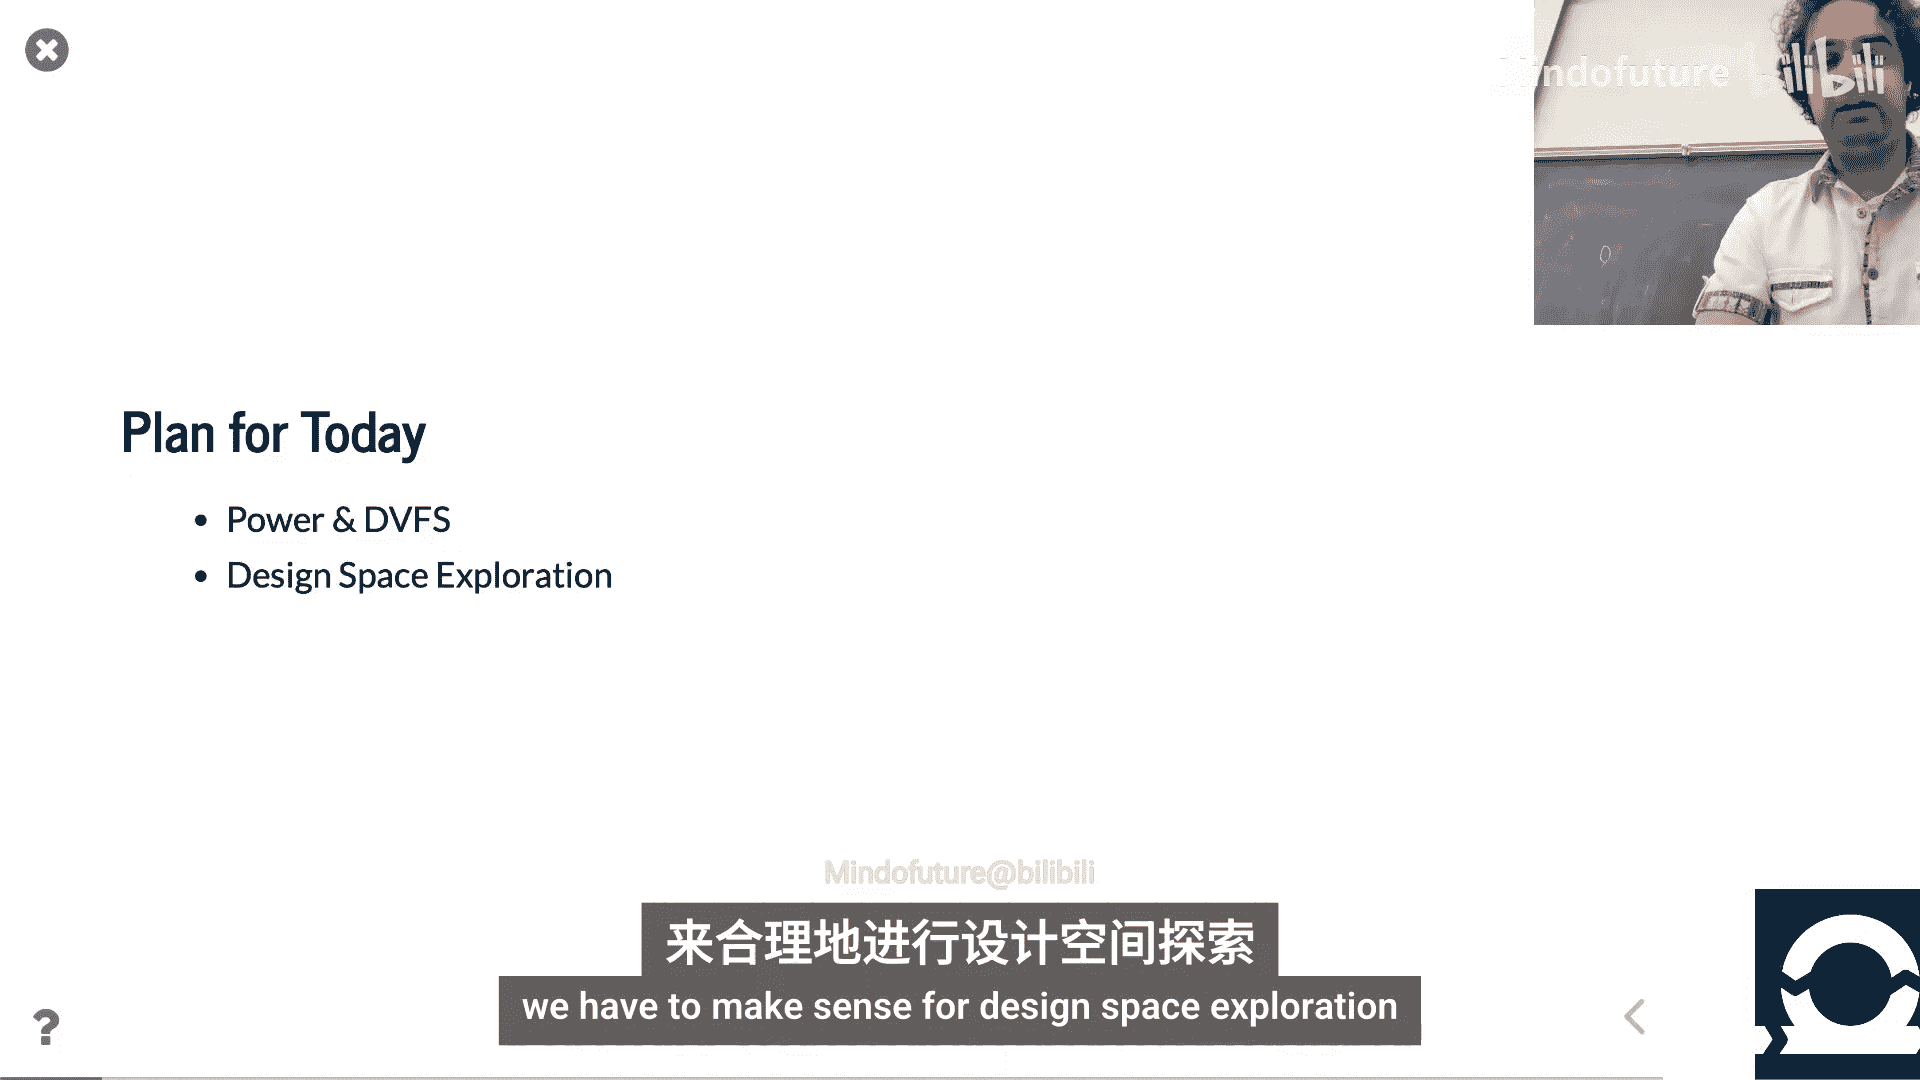 Mindofuture bilibili
Plan for Today
• Power & DVFS
• Design Space Exploration
Mindofuture@bilibili
来合理地进行设计空间探索
we have to make sense for design space exploration
?